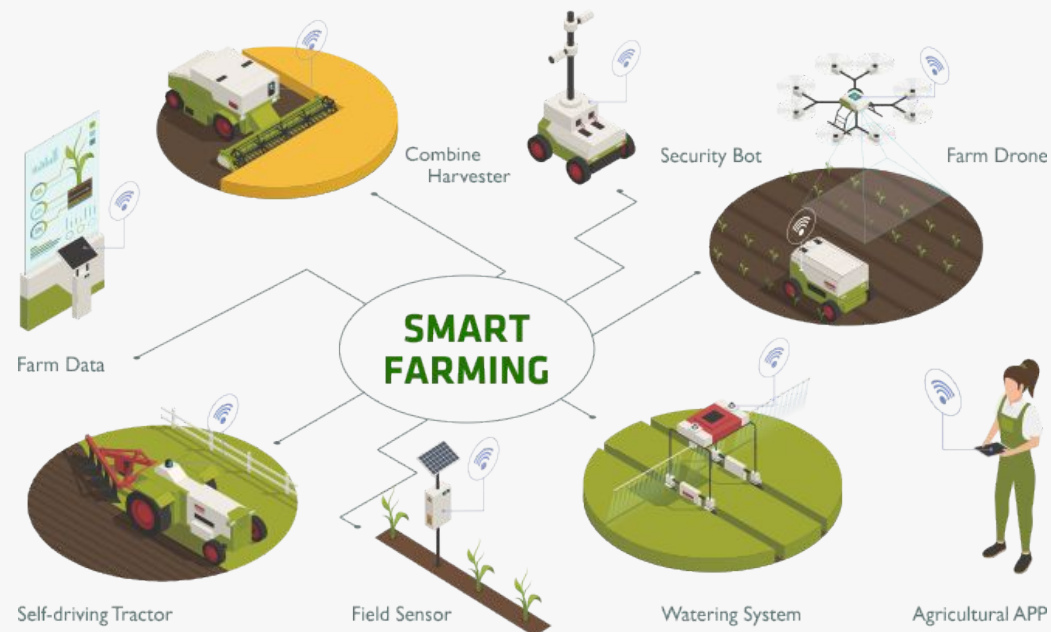 Combine
Harvester
Security Bot
Farm Drone
Farm Data
SMART
FARMING
Self-driving Tractor
Field Sensor
Watering System
Agricultural APP